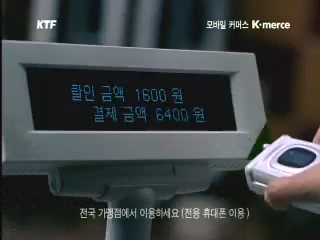 KTF
모바일 커머스 K·merce
할인 금액 1600 원
결제 금액 6400 원
전국 가맹점에서 이용하세요 (전용 휴대폰 이용)